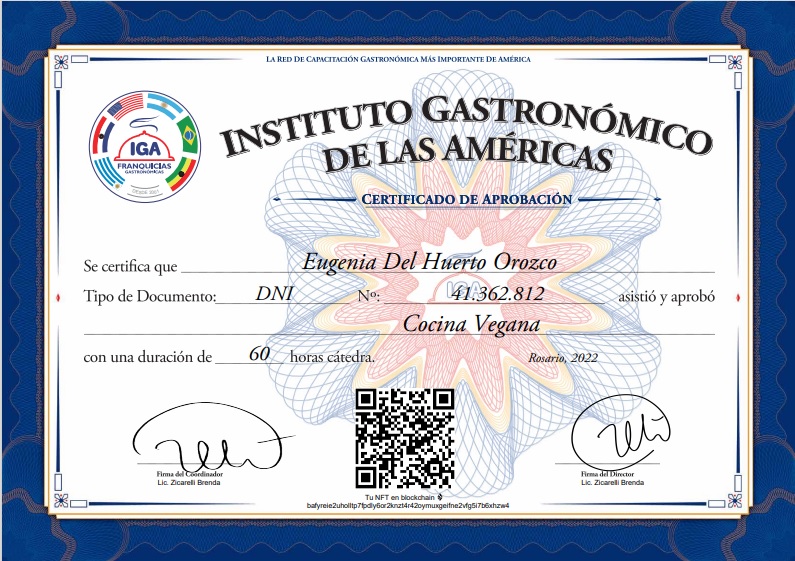 LA RED DE CAPACITACIÓN GASTRONÓMICA MÁS IMPORTANTE DE AMÉRICA
IGA
FRANQUICIAS
GASTRONÓMICAS
DESDE 2001
INSTITUTO GASTRONÓMICO
DE LAS AMÉRICAS
CERTIFICADO DE APROBACIÓN
Se certifica que Eugenia Del Huerto Orozco
Tipo de Documento: DNI Nº: 41.362.812 asistió y aprobó
Cocina Vegana
con una duración de 60 horas cátedra. Rosario, 2022
Firma del Coordinador
Lic. Zicarelli Brenda
Firma del Director
Lic. Zicarelli Brenda
Tu NFT en blockchain
bafyreie2uholltp7fpdly6or2knzt4r42oymuxgeifne2vfg5i7b6xhzw4